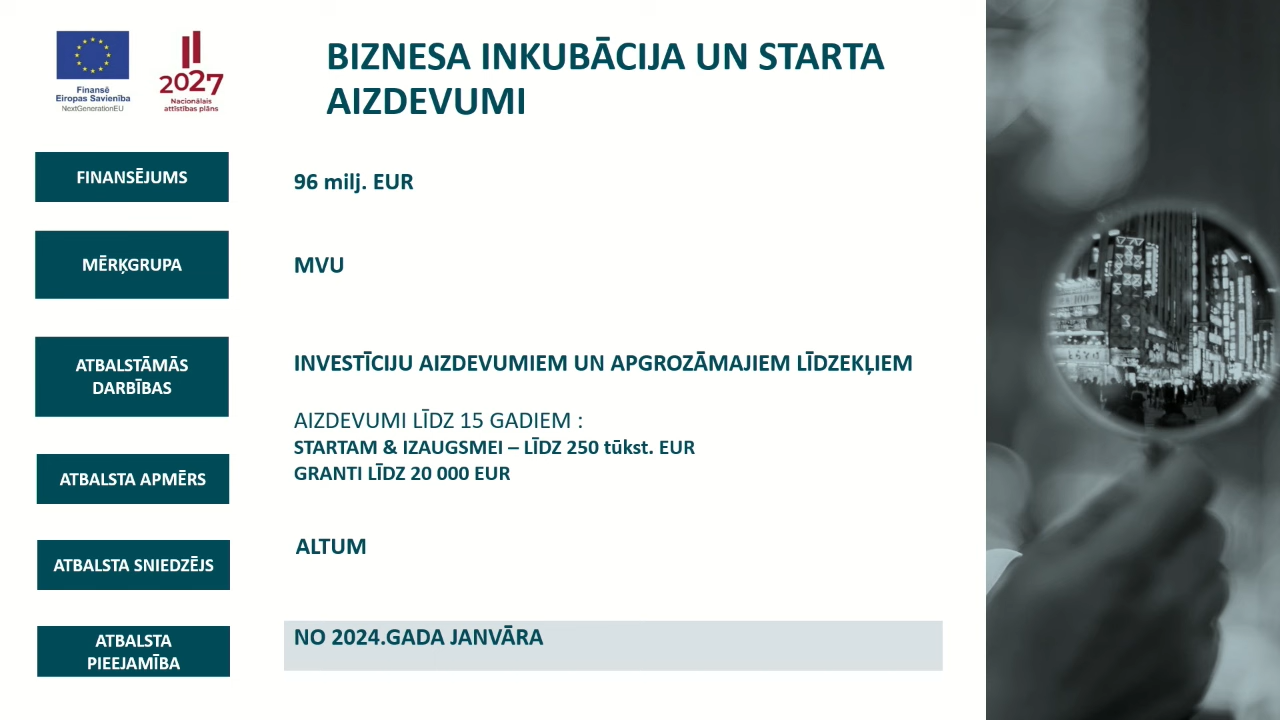 Finansē
Eiropas Savienība
NextGenerationEU
2027
Nacionālais
attīstības plāns
BIZNESA INKUBĀCIJA UN STARTA
AIZDEVUMI
FINANSĒJUMS
96 milj. EUR
MĒRĶGRUPA
MVU
ATBALSTĀMĀS
DARBĪBAS
INVESTĪCIJU AIZDEVUMIEM UN APGROZĀMAJIEM LĪDZEKĻIEM
ATBALSTA APMĒRS
AIZDEVUMI LĪDZ 15 GADIEM :
STARTAM & IZAUGSMEI – LĪDZ 250 tūkst. EUR
GRANTI LĪDZ 20 000 EUR
ATBALSTA SNIEDZĒJS
ALTUM
ATBALSTA
PIEEJAMĪBA
NO 2024.GADA JANVĀRA